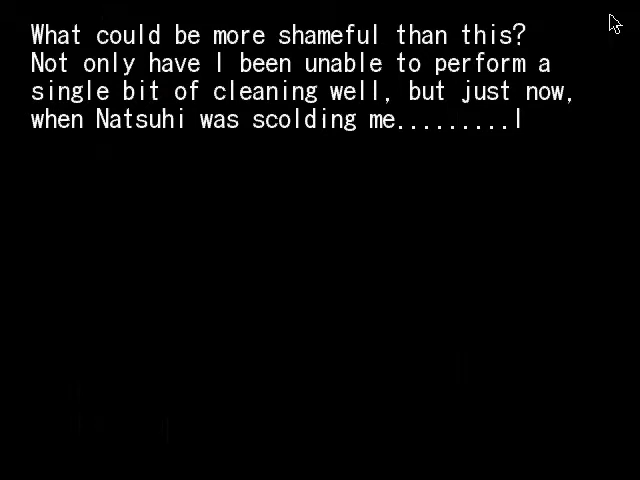 What could be more shameful than this?
Not only have I been unable to perform a
single bit of cleaning well, but just now,
when Natsuhi was scolding me.........I